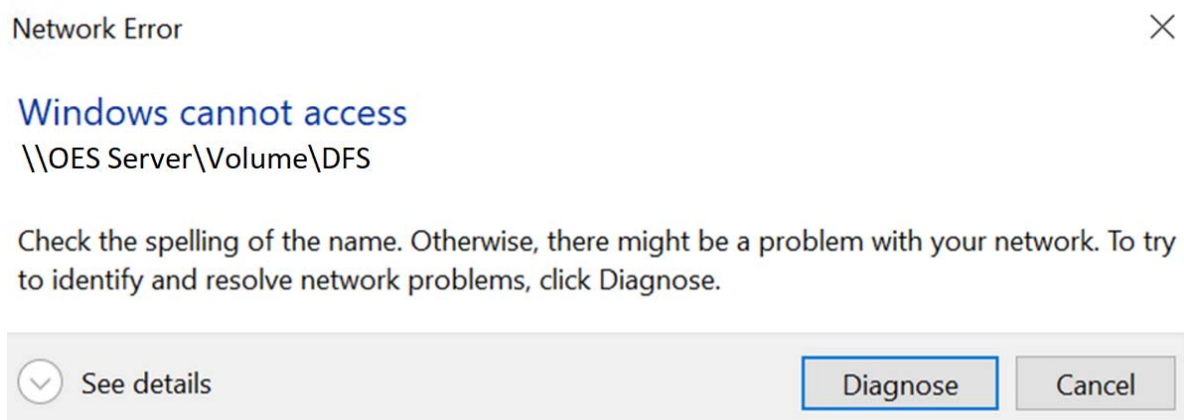 Network Error
Windows cannot access
\\OES Server\Volume\DFS
Check the spelling of the name. Otherwise, there might be a problem with your network. To try
to identify and resolve network problems, click Diagnose.
See details
Diagnose
Cancel